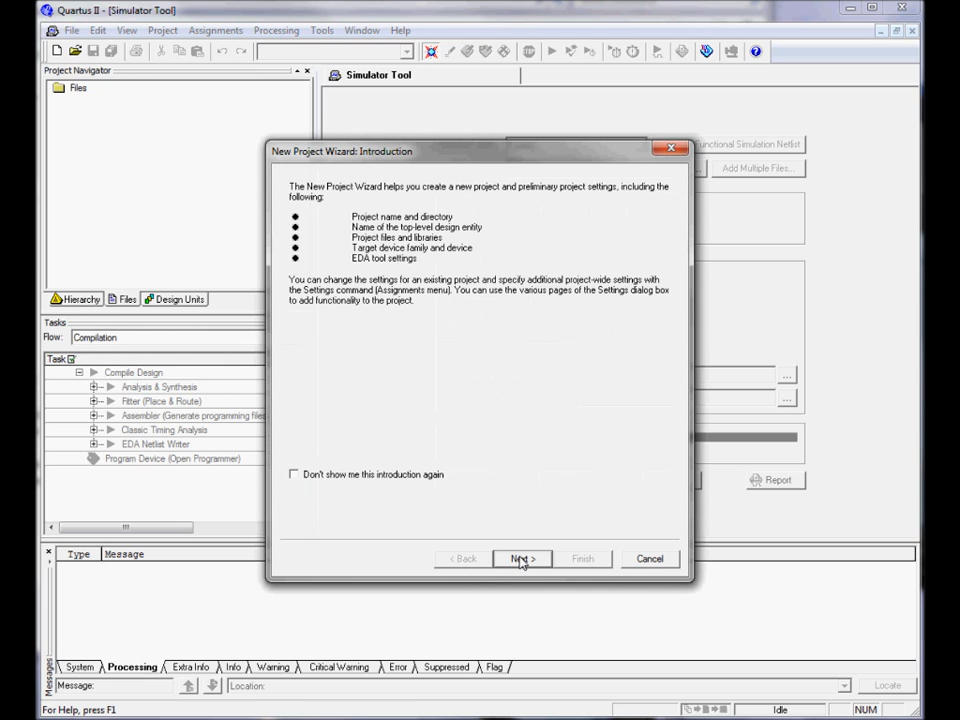 Quartus II - [Simulator Tool]
File Edit View Project Assignments Processing Tools Window Help
Project Navigator
Simulator Tool
Files
New Project Wizard: Introduction
unctional Simulation Netlist
Add Multiple Files...
The New Project Wizard helps you create a new project and preliminary project settings, including the
following:
Project name and directory
Name of the top-level design entity
Project files and libraries
Target device family and device
EDA tool settings
You can change the settings for an existing project and specify additional project-wide settings with
the Settings command (Assignments menu). You can use the various pages of the Settings dialog box
to add functionality to the project.
Hierarchy Files Design Units
Tasks
Flow: Compilation
Task
Compile Design
Analysis & Synthesis
Fitter (Place & Route)
Assembler (Generate programming files
Classic Timing Analysis
EDA Netlist Writer
Program Device (Open Programmer)
Don't show me this introduction again
Report
< Back Next > Finish Cancel
Type Message
Messages
System Processing Extra Info Info Warning Critical Warning Error Suppressed Flag
Message: Location: Locate
For Help, press F1 Idle NUM